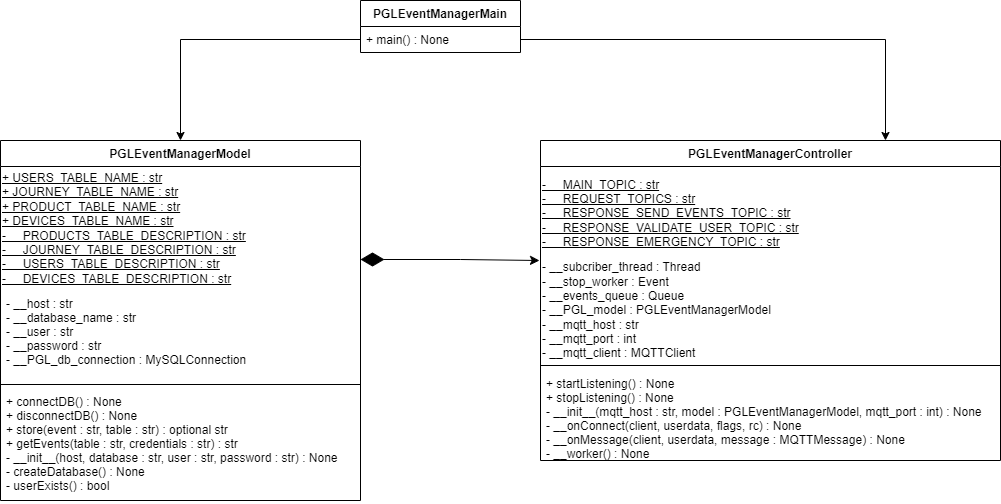 PGLEventManagerMain
+ main() : None
PGLEventManagerModel
+ USERS_TABLE_NAME : str
+ JOURNEY_TABLE_NAME : str
+ PRODUCT_TABLE_NAME : str
+ DEVICES_TABLE_NAME : str
- __PRODUCTS_TABLE_DESCRIPTION : str
- __JOURNEY_TABLE_DESCRIPTION : str
- __USERS_TABLE_DESCRIPTION : str
- __DEVICES_TABLE_DESCRIPTION : str
- __host : str
- __database_name : str
- __user : str
- __password : str
- __PGL_db_connection : MySQLConnection
+ connectDB() : None
+ disconnectDB() : None
+ store(event : str, table : str) : optional str
+ getEvents(table : str, credentials : str) : str
- __init__(host, database : str, user : str, password : str) : None
- createDatabase() : None
- userExists() : bool
PGLEventManagerController
- __MAIN_TOPIC : str
- __REQUEST_TOPICS : str
- __RESPONSE_SEND_EVENTS_TOPIC : str
- __RESPONSE_VALIDATE_USER_TOPIC : str
- __RESPONSE_EMERGENCY_TOPIC : str
- __subcriber_thread : Thread
- __stop_worker : Event
- __events_queue : Queue
- __PGL_model : PGLEventManagerModel
- __mqtt_host : str
- __mqtt_port : int
- __mqtt_client : MQTTClient
+ startListening() : None
+ stopListening() : None
- __init__(mqtt_host : str, model : PGLEventManagerModel, mqtt_port : int) : None
- __onConnect(client, userdata, flags, rc) : None
- __onMessage(client, userdata, message : MQTTMessage) : None
- __worker() : None